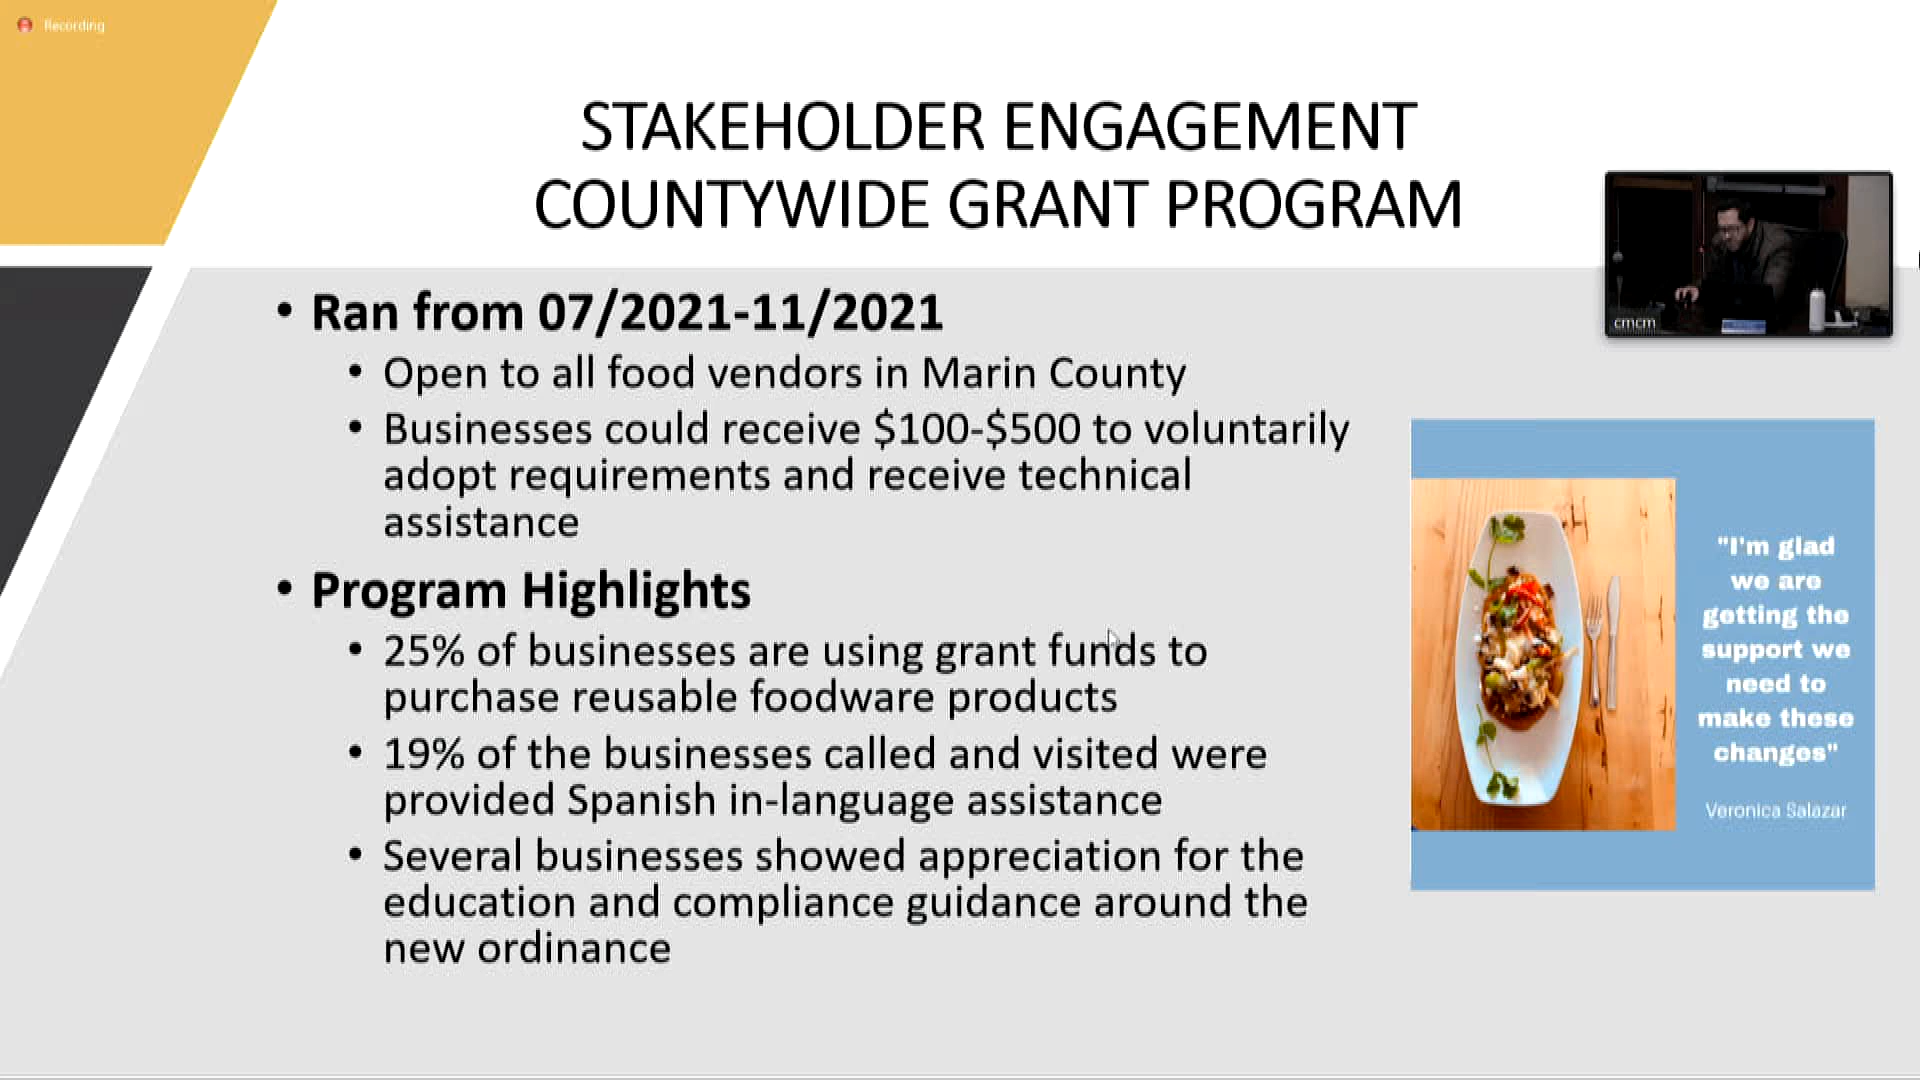 Recording
STAKEHOLDER ENGAGEMENT
COUNTYWIDE GRANT PROGRAM
cmcm
• Ran from 07/2021-11/2021
• Open to all food vendors in Marin County
• Businesses could receive $100-$500 to voluntarily
adopt requirements and receive technical
assistance
• Program Highlights
• 25% of businesses are using grant funds to
purchase reusable foodware products
• 19% of the businesses called and visited were
provided Spanish in-language assistance
• Several businesses showed appreciation for the
education and compliance guidance around the
new ordinance
"I'm glad
we are
getting the
support we
need to
make these
changes"
Veronica Salazar